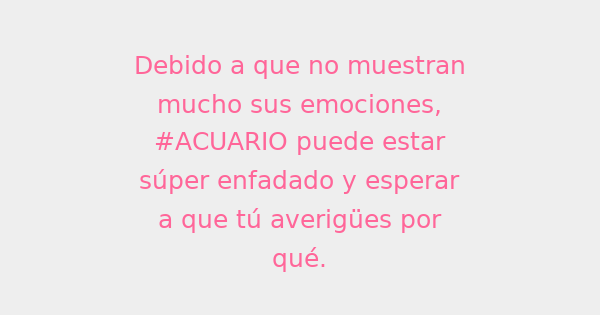 Debido a que no muestran
mucho sus emociones,
#ACUARIO puede estar
súper enfadado y esperar
a que tú averigües por
qué.